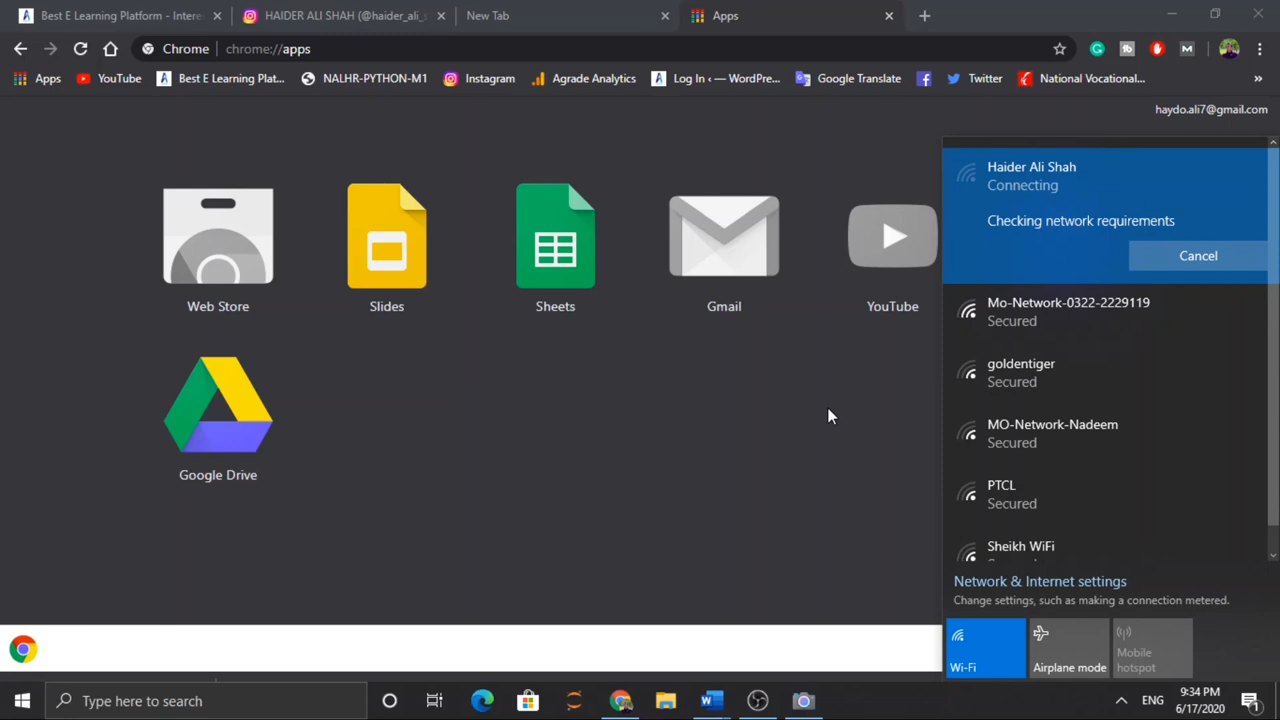 Best E Learning Platform - Interes
HAIDER ALI SHAH (@haider_ali_s
New Tab
Apps
Chrome
chrome://apps
Apps
YouTube
Best E Learning Plat...
NALHR-PYTHON-M1
Instagram
Agrade Analytics
Log In ‹ — WordPre...
Google Translate
Twitter
National Vocational...
»
haydo.ali7@gmail.com
Web Store
Slides
Sheets
Gmail
YouTube
Google Drive
Haider Ali Shah
Connecting
Checking network requirements
Cancel
Mo-Network-0322-2229119
Secured
goldentiger
Secured
MO-Network-Nadeem
Secured
PTCL
Secured
Sheikh WiFi
Network & Internet settings
Change settings, such as making a connection metered.
Wi-Fi
Airplane mode
Mobile
hotspot
Type here to search
ENG
9:34 PM
6/17/2020
1